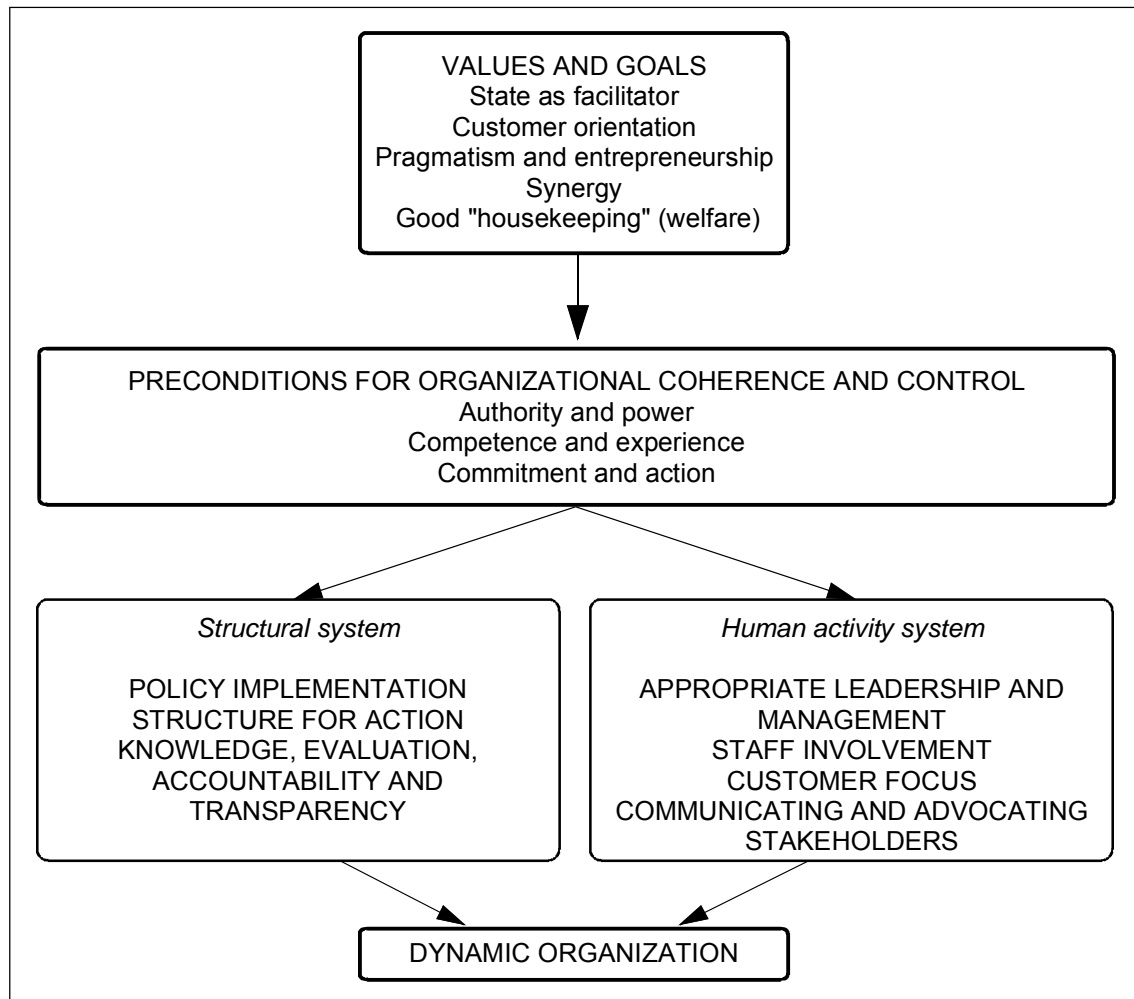 VALUES AND GOALS
State as facilitator
Customer orientation
Pragmatism and entrepreneurship
Synergy
Good "housekeeping" (welfare)
PRECONDITIONS FOR ORGANIZATIONAL COHERENCE AND CONTROL
Authority and power
Competence and experience
Commitment and action
Structural system
POLICY IMPLEMENTATION
STRUCTURE FOR ACTION
KNOWLEDGE, EVALUATION,
ACCOUNTABILITY AND
TRANSPARENCY
Human activity system
APPROPRIATE LEADERSHIP AND
MANAGEMENT
STAFF INVOLVEMENT
CUSTOMER FOCUS
COMMUNICATING AND ADVOCATING
STAKEHOLDERS
DYNAMIC ORGANIZATION